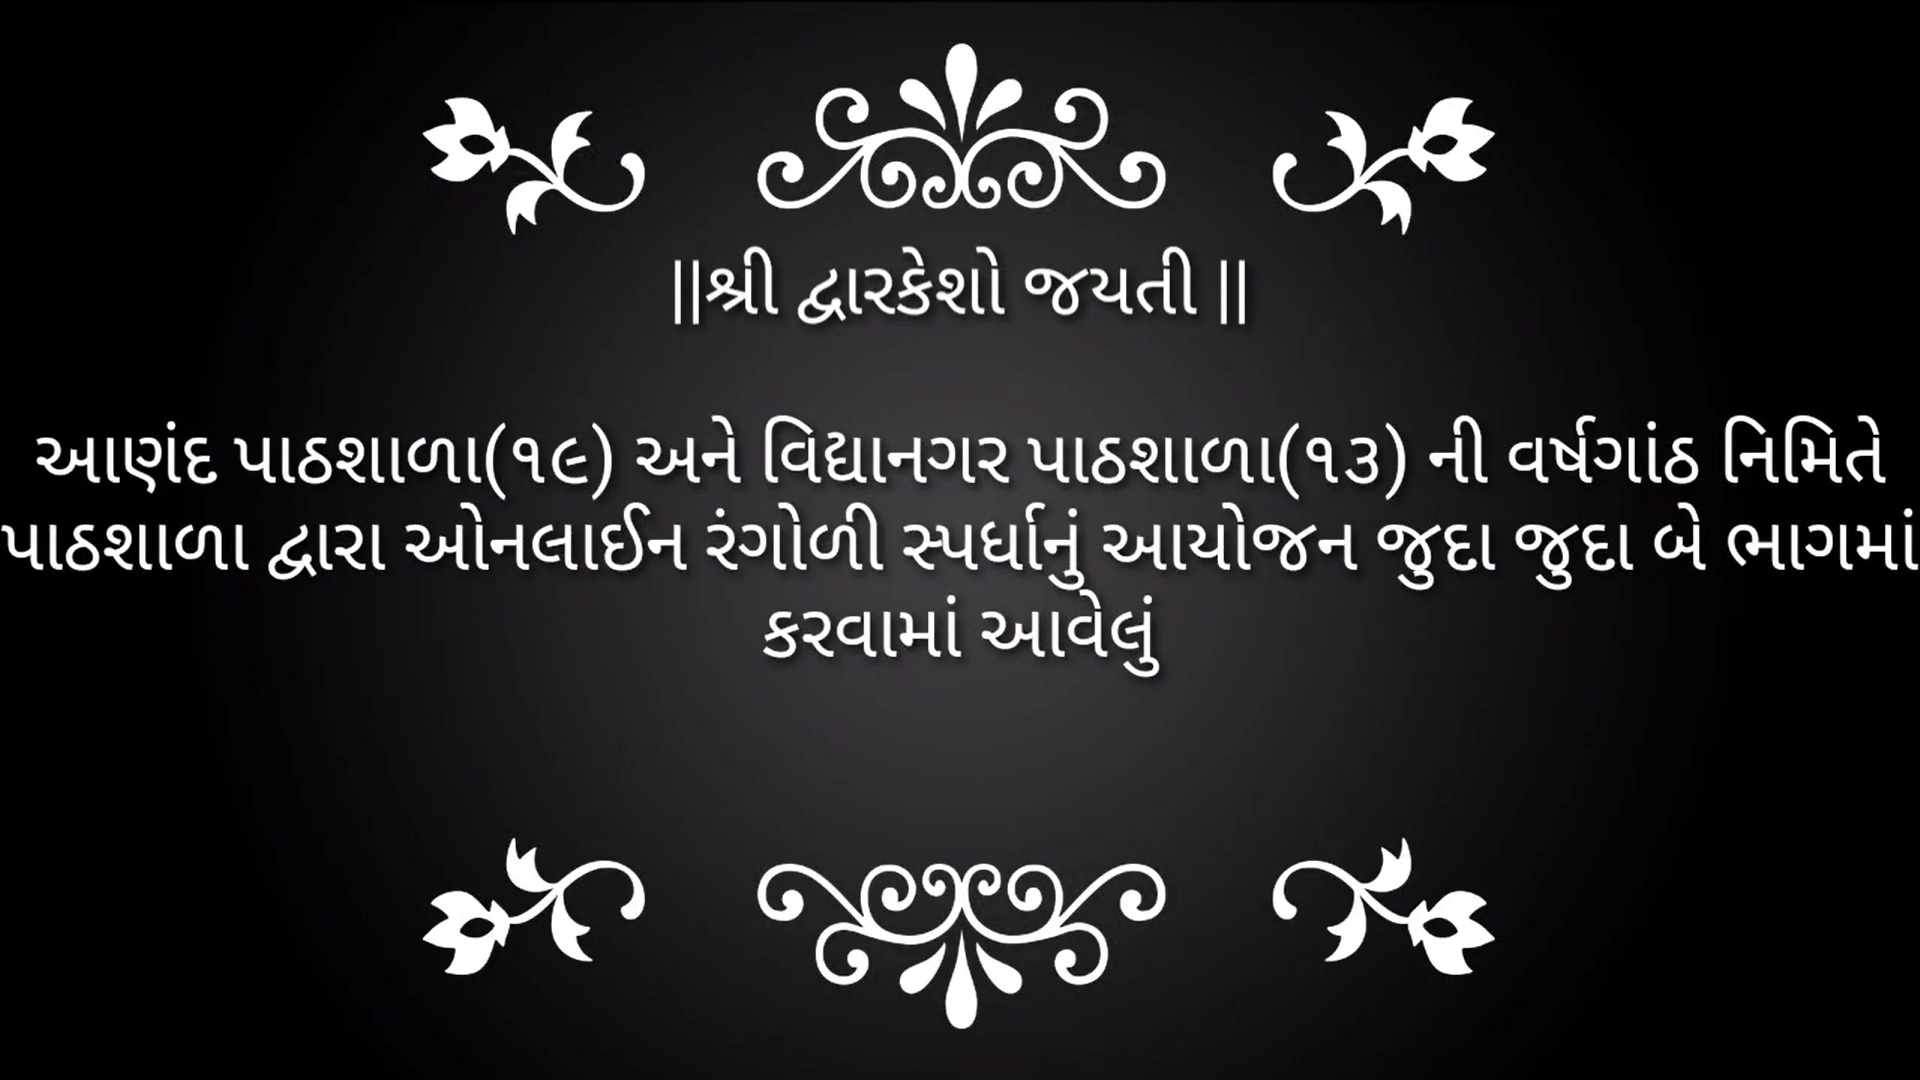 ||શ્રી દ્વારકેશો જયતી ||
આણંદ પાઠશાળા(૧૯) અને વિદ્યાનગર પાઠશાળા(૧૩) ની વર્ષગાંઠ નિમિતે
પાઠશાળા દ્વારા ઓનલાઈન રંગોળી સ્પર્ધાનું આયોજન જુદા જુદા બે ભાગમાં
કરવામાં આવેલું